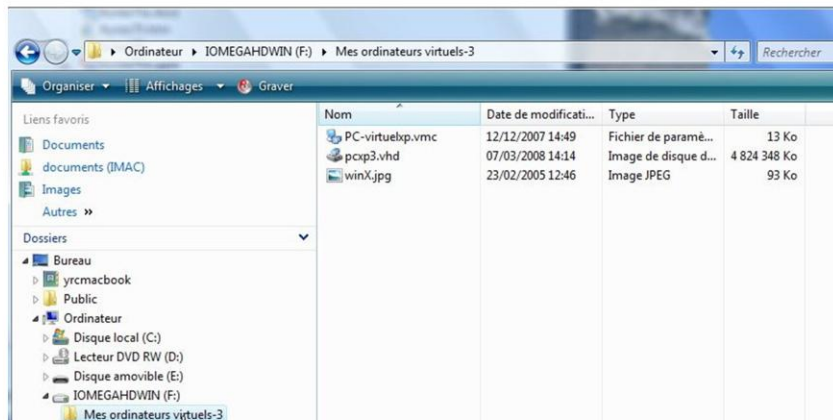 Ordinateur IOMEGAHDWIN (F:) Mes ordinateurs virtuels-3 Rechercher
Organiser Affichages Graver
Liens favoris
Documents
documents (IMAC)
Images
Autres »
Dossiers
Bureau
yrcmacbook
Public
Ordinateur
Disque local (C:)
Lecteur DVD RW (D:)
Disque amovible (E:)
IOMEGAHDWIN (F:)
Mes ordinateurs virtuels-3
Nom Date de modificati... Type Taille
PC-virtuelxp.vmc 12/12/2007 14:49 Fichier de paramè... 13 Ko
pcxp3.vhd 07/03/2008 14:14 Image de disque d... 4 824 348 Ko
winX.jpg 23/02/2005 12:46 Image JPEG 93 Ko